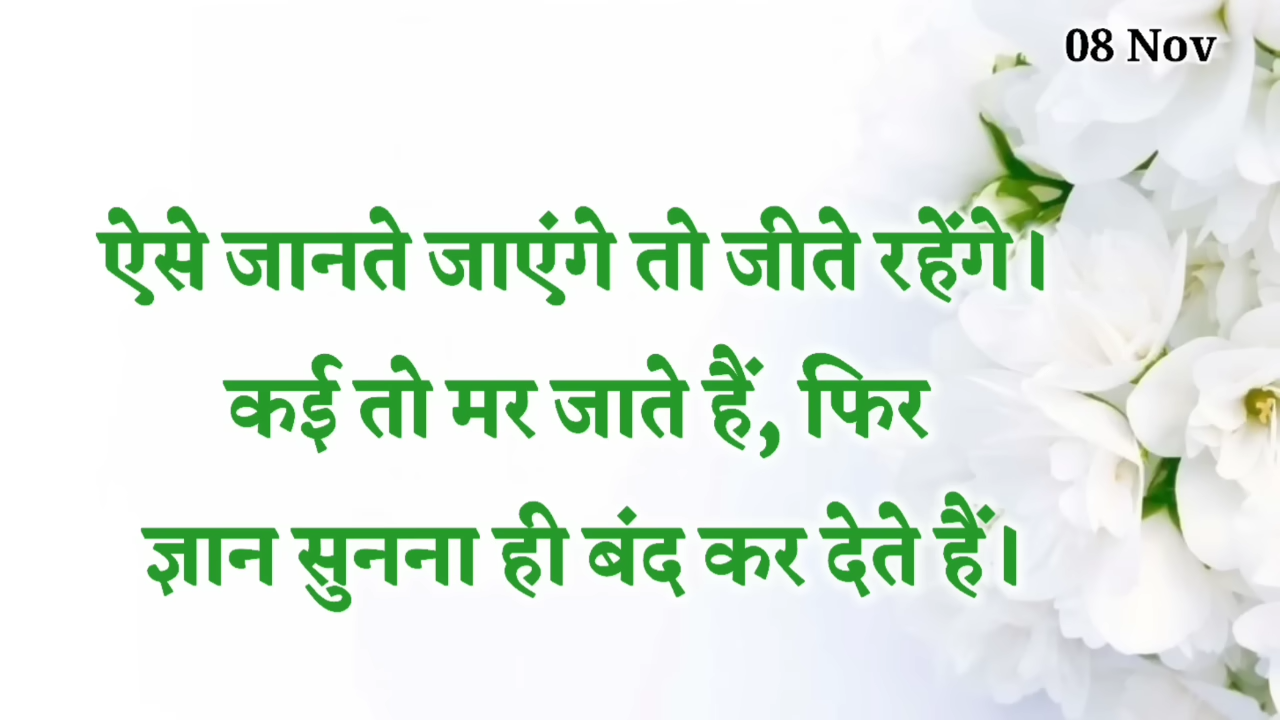 08 Nov
ऐसे जानते जाएंगे तो जीते रहेंगे।
कई तो मर जाते हैं, फिर
ज्ञान सुनना ही बंद कर देते हैं।